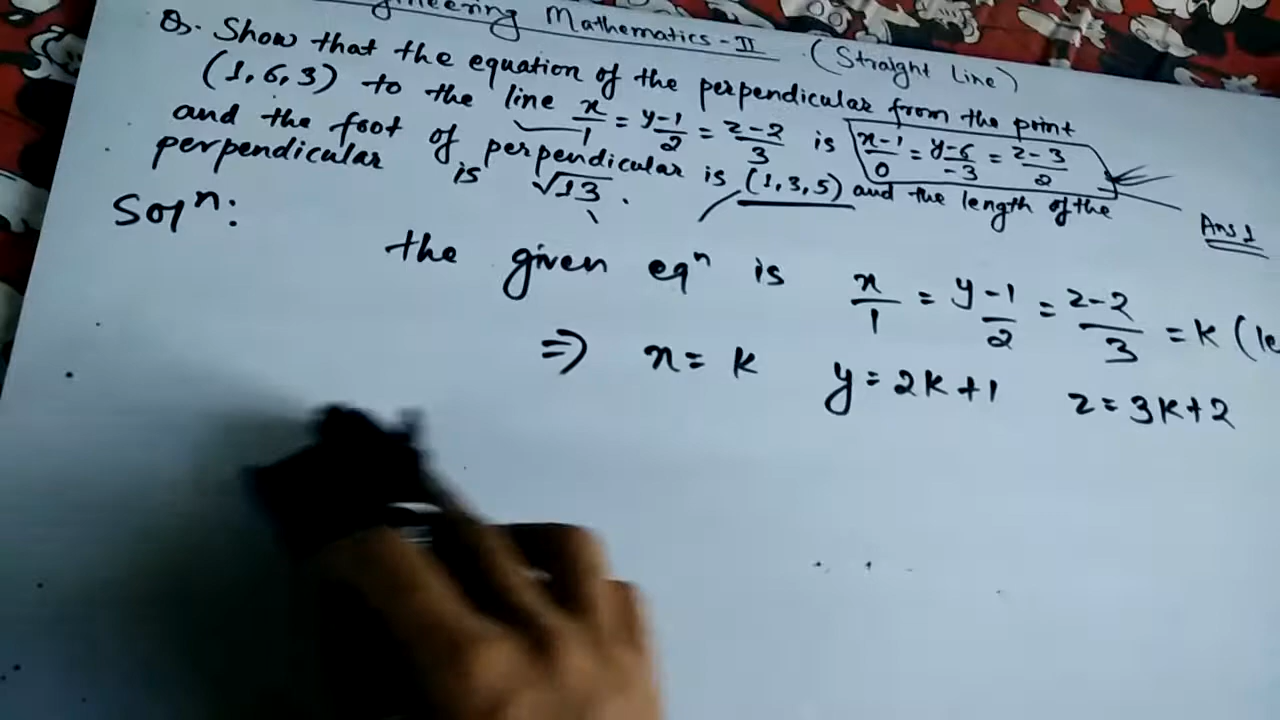 Mathematics-II (Straight Line)
Q. Show that the equation of the perpendicular from the point
(1,6,3) to the line x/1 = y-1/2 = z-2/3 is x-1/0 = y-6/-3 = z-3/2
and the foot of perpendicular is (1,3,5) and the length of the
perpendicular is √13.
Ans 1
Solⁿ:
the given eqⁿ is x/1 = y-1/2 = z-2/3 = k
⇒ x = k y = 2k+1 z = 3k+2